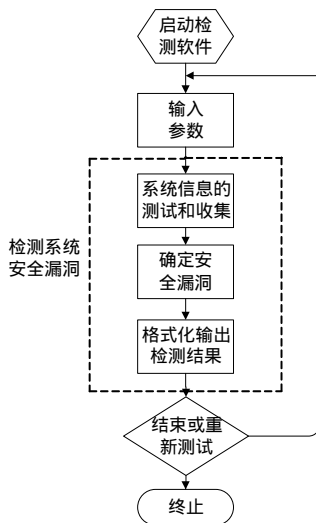 启动检
测软件
输入
参数
系统信息的
测试和收集
检测系统
安全漏洞
确定安
全漏洞
格式化输出
检测结果
结束或重
新测试
终止